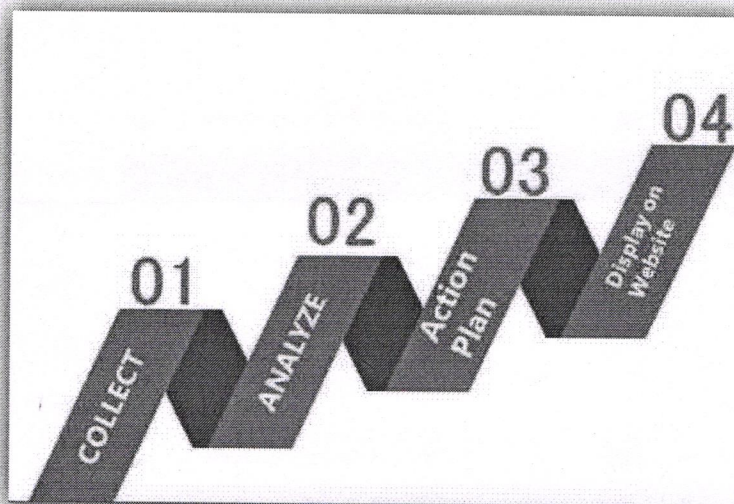 01
COLLECT
02
ANALYZE
03
Action
Plan
04
Display on
Website